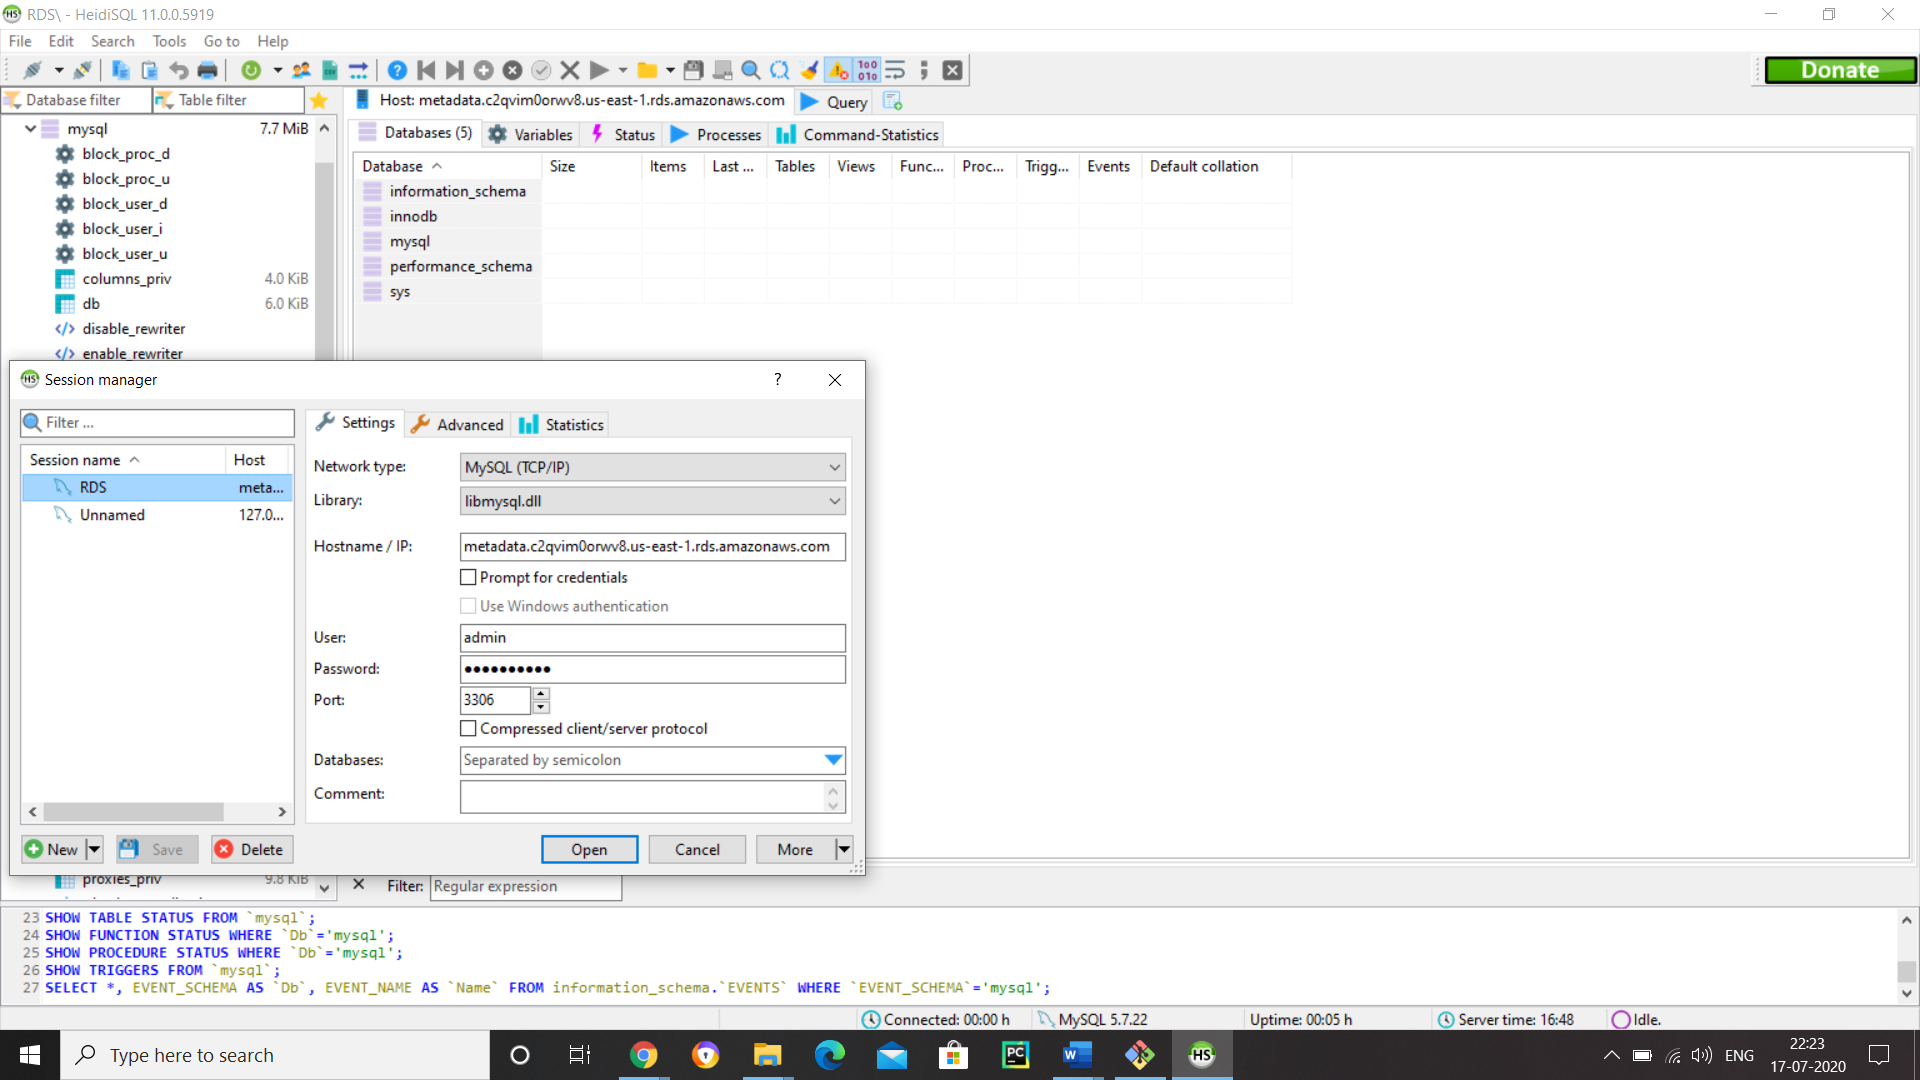 RDS\ - HeidiSQL 11.0.0.5919
File Edit Search Tools Go to Help
Donate
Database filter Table filter Host: metadata.c2qvim0orwv8.us-east-1.rds.amazonaws.com Query
mysql 7.7 MiB
block_proc_d
block_proc_u
block_user_d
block_user_i
block_user_u
columns_priv 4.0 KiB
db 6.0 KiB
disable_rewriter
enable_rewriter
Databases (5) Variables Status Processes Command-Statistics
Database Size Items Last ... Tables Views Func... Proc... Trigg... Events Default collation
information_schema
innodb
mysql
performance_schema
sys
HS Session manager ?
Filter ...
Session name Host
RDS meta...
Unnamed 127.0...
Settings Advanced Statistics
Network type: MySQL (TCP/IP)
Library: libmysql.dll
Hostname / IP: metadata.c2qvim0orwv8.us-east-1.rds.amazonaws.com
Prompt for credentials
Use Windows authentication
User: admin
Password: ●●●●●●●●●●
Port: 3306
Compressed client/server protocol
Databases: Separated by semicolon
Comment:
New Save Delete Open Cancel More
proxies_priv 9.8 KiB
Filter: Regular expression
23 SHOW TABLE STATUS FROM `mysql`;
24 SHOW FUNCTION STATUS WHERE `Db`='mysql';
25 SHOW PROCEDURE STATUS WHERE `Db`='mysql';
26 SHOW TRIGGERS FROM `mysql`;
27 SELECT *, EVENT_SCHEMA AS `Db`, EVENT_NAME AS `Name` FROM information_schema.`EVENTS` WHERE `EVENT_SCHEMA`='mysql';
Connected: 00:00 h MySQL 5.7.22 Uptime: 00:05 h Server time: 16:48 Idle.
Type here to search
PC
W
HS
ENG
22:23
17-07-2020